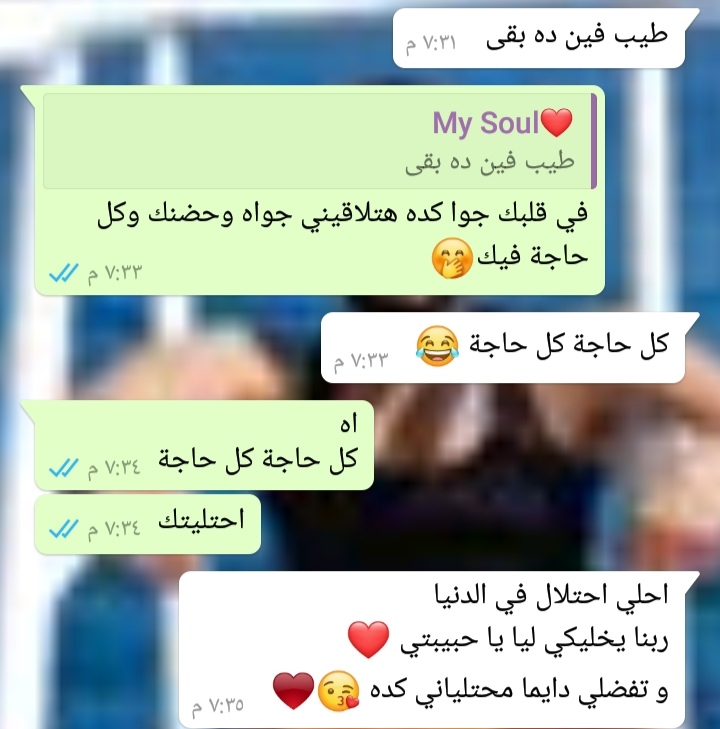 طيب فين ده بقى ٧:٣١ م
My Soul❤️
طيب فين ده بقى
في قلبك جوا كده هتلاقيني جواه وحضنك وكل
حاجة فيك🤭
٧:٣٣ م
كل حاجة كل حاجة 😂 ٧:٣٣ م
اه
كل حاجة كل حاجة ٧:٣٤ م
احتليتك ٧:٣٤ م
احلي احتلال في الدنيا
ربنا يخليكي ليا يا حبيبتي ❤️
و تفضلي دايما محتلياني كده 😘♥️ ٧:٣٥ م